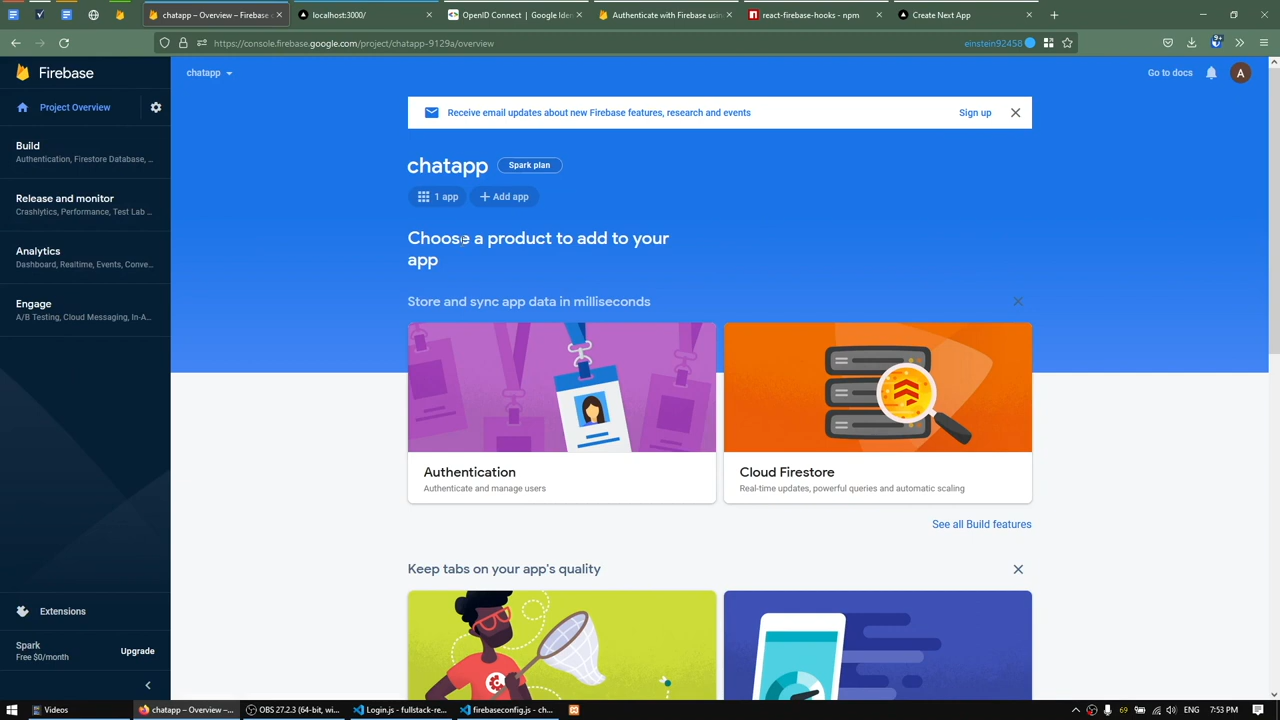 chatapp – Overview – Firebase c
localhost:3000/
OpenID Connect | Google Iden
Authenticate with Firebase using
react-firebase-hooks - npm
Create Next App
https://console.firebase.google.com/project/chatapp-9129a/overview
einstein92458
Firebase
chatapp
Go to docs
A
Project Overview
Receive email updates about new Firebase features, research and events
Sign up
Build
Authentication, Firestore Database, ...
chatapp
Spark plan
1 app
Add app
Release and monitor
Crashlytics, Performance, Test Lab ...
Choose a product to add to your
app
Analytics
Dashboard, Realtime, Events, Conve...
Engage
A/B Testing, Cloud Messaging, In-A...
Store and sync app data in milliseconds
Authentication
Authenticate and manage users
Cloud Firestore
Real-time updates, powerful queries and automatic scaling
See all Build features
Keep tabs on your app's quality
Extensions
Spark
Free $0/month
Upgrade
Videos
chatapp – Overview –...
OBS 27.2.3 (64-bit, wi...
Login.js - fullstack-re...
firebaseconfig.js - ch...
69
ENG
7:53 PM